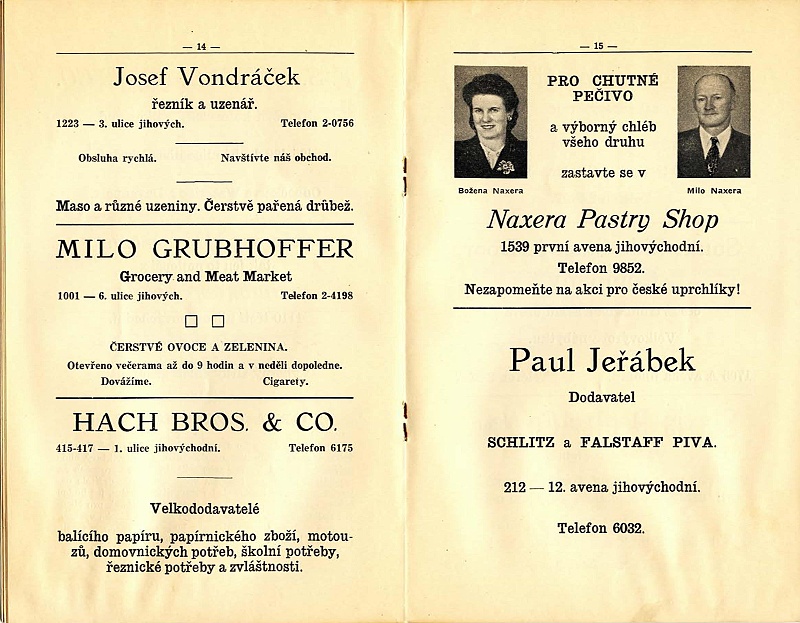 — 14 —
Josef Vondráček
řezník a uzenář.
1223 — 3. ulice jihových. Telefon 2-0756
Obsluha rychlá. Navštivte náš obchod.
Maso a různé uzeniny. Čerstvě pařená drůbež.
MILO GRUBHOFFER
Grocery and Meat Market
1001 — 6. ulice jihových. Telefon 2-4198
ČERSTVÉ OVOCE A ZELENINA.
Otevřeno večerama až do 9 hodin a v neděli dopoledne.
Dovážíme. Cigarety.
HACH BROS. & CO.
415-417 — 1. ulice jihovýchodní. Telefon 6175
Velkododavatelé
balícího papíru, papírnického zboží, motou-
zů, domovnických potřeb, školní potřeby,
řeznické potřeby a zvláštnosti.
— 15 —
PRO CHUTNÉ
PEČIVO
a výborný chléb
všeho druhu
zastavte se v
Božena Naxera
Milo Naxera
Naxera Pastry Shop
1539 první avena jihovýchodní.
Telefon 9852.
Nezapomeňte na akci pro české uprchlíky!
Paul Jeřábek
Dodavatel
SCHLITZ a FALSTAFF PIVA.
212 — 12. avena jihovýchodní.
Telefon 6032.